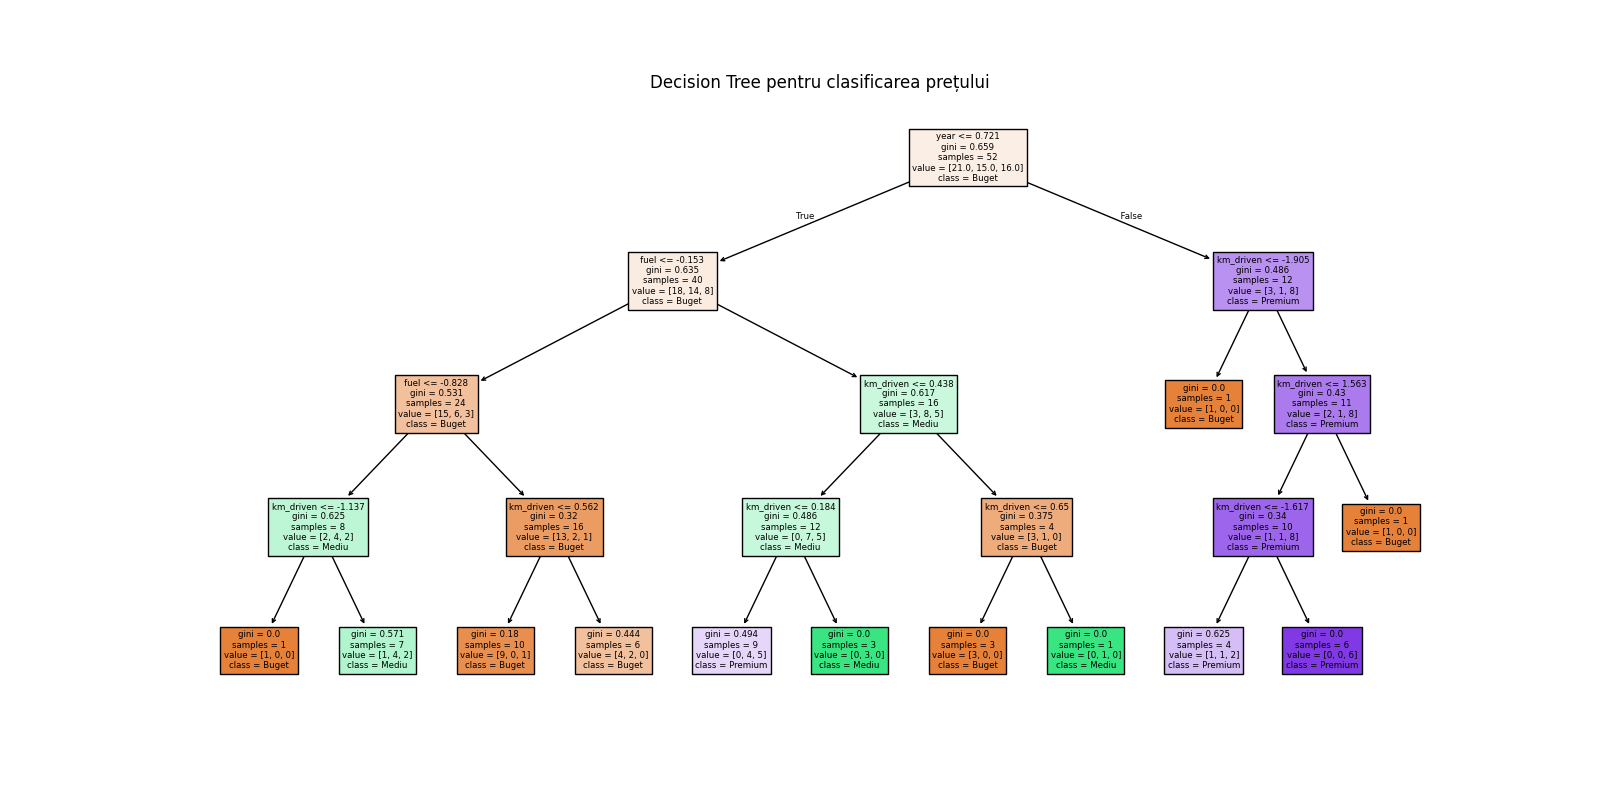 Decision Tree pentru clasificarea prețului
year <= 0.721
gini = 0.659
samples = 52
value = [21.0, 15.0, 16.0]
class = Buget
True
False
fuel <= -0.153
gini = 0.635
samples = 40
value = [18, 14, 8]
class = Buget
km_driven <= -1.905
gini = 0.486
samples = 12
value = [3, 1, 8]
class = Premium
fuel <= -0.828
gini = 0.531
samples = 24
value = [15, 6, 3]
class = Buget
km_driven <= 0.438
gini = 0.617
samples = 16
value = [3, 8, 5]
class = Mediu
gini = 0.0
samples = 1
value = [1, 0, 0]
class = Buget
km_driven <= 1.563
gini = 0.43
samples = 11
value = [2, 1, 8]
class = Premium
km_driven <= -1.137
gini = 0.625
samples = 8
value = [2, 4, 2]
class = Mediu
km_driven <= 0.562
gini = 0.32
samples = 16
value = [13, 2, 1]
class = Buget
km_driven <= 0.184
gini = 0.486
samples = 12
value = [0, 7, 5]
class = Mediu
km_driven <= 0.65
gini = 0.375
samples = 4
value = [3, 1, 0]
class = Buget
km_driven <= -1.617
gini = 0.34
samples = 10
value = [1, 1, 8]
class = Premium
gini = 0.0
samples = 1
value = [1, 0, 0]
class = Buget
gini = 0.0
samples = 1
value = [1, 0, 0]
class = Buget
gini = 0.571
samples = 7
value = [1, 4, 2]
class = Mediu
gini = 0.18
samples = 10
value = [9, 0, 1]
class = Buget
gini = 0.444
samples = 6
value = [4, 2, 0]
class = Buget
gini = 0.494
samples = 9
value = [0, 4, 5]
class = Premium
gini = 0.0
samples = 3
value = [0, 3, 0]
class = Mediu
gini = 0.0
samples = 3
value = [3, 0, 0]
class = Buget
gini = 0.0
samples = 1
value = [0, 1, 0]
class = Mediu
gini = 0.625
samples = 4
value = [1, 1, 2]
class = Premium
gini = 0.0
samples = 6
value = [0, 0, 6]
class = Premium